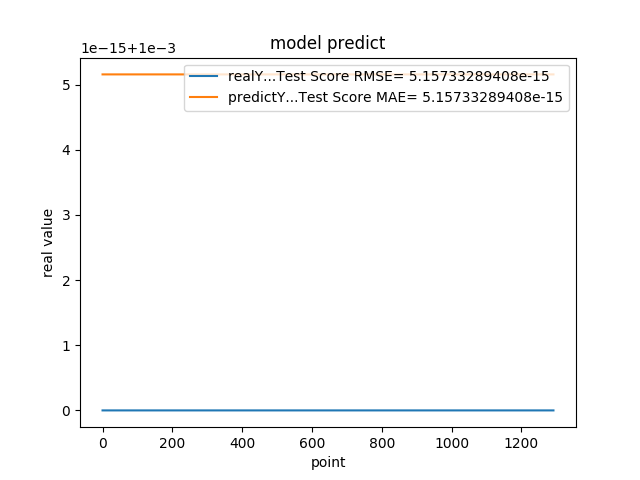 model predict
1e−15+1e−3
realY...Test Score RMSE= 5.15733289408e-15
predictY...Test Score MAE= 5.15733289408e-15
5
4
3
2
1
0
real value
0 200 400 600 800 1000 1200
point